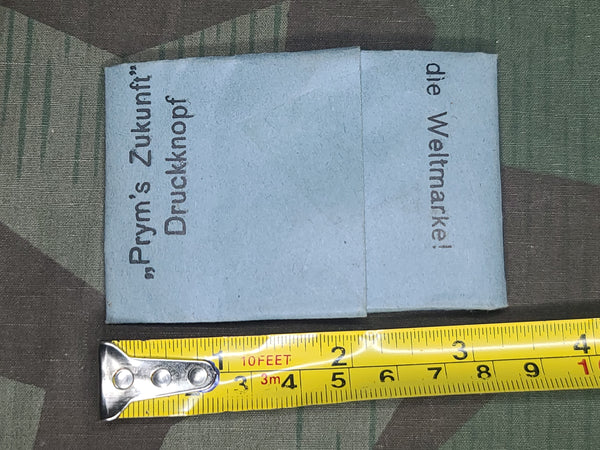 „Prym's Zukunft”
Druckknopf
die Weltmarke!
1 10FEET 2 3 4
3m 3 4 5 6 7 8 9 1